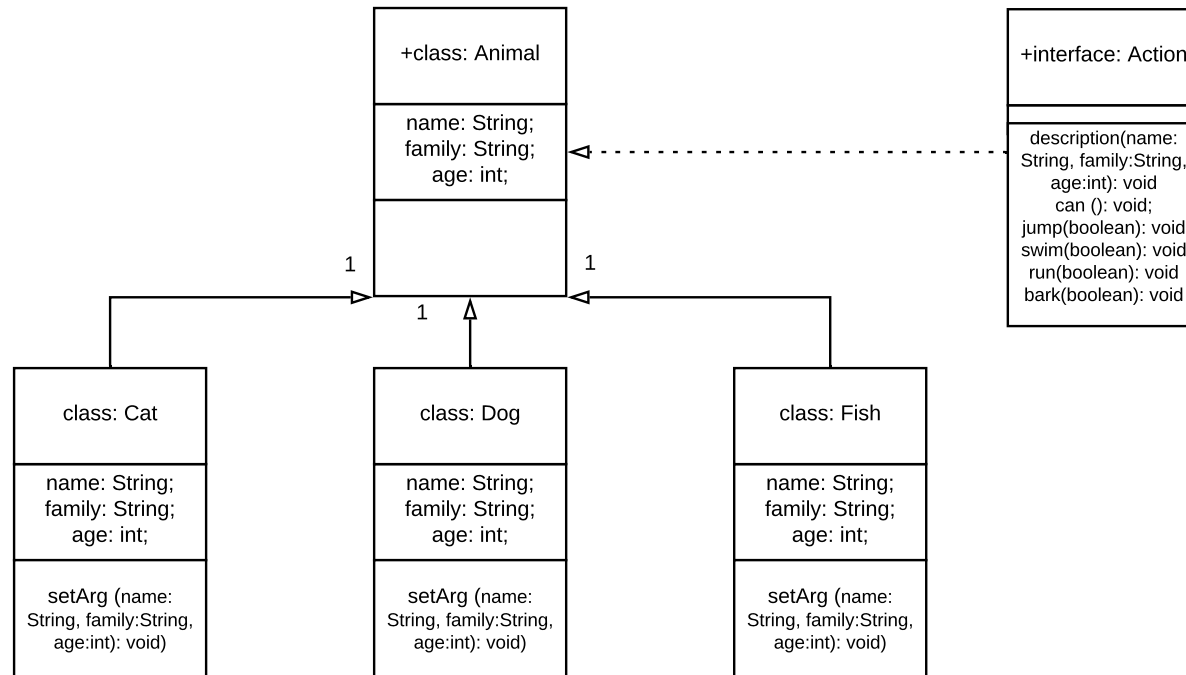 +class: Animal
name: String;
family: String;
age: int;
+interface: Action
description(name:
String, family:String,
age:int): void
can (): void;
jump(boolean): void
swim(boolean): void
run(boolean): void
bark(boolean): void
1
1
1
class: Cat
name: String;
family: String;
age: int;
setArg (name:
String, family:String,
age:int): void)
class: Dog
name: String;
family: String;
age: int;
setArg (name:
String, family:String,
age:int): void)
class: Fish
name: String;
family: String;
age: int;
setArg (name:
String, family:String,
age:int): void)